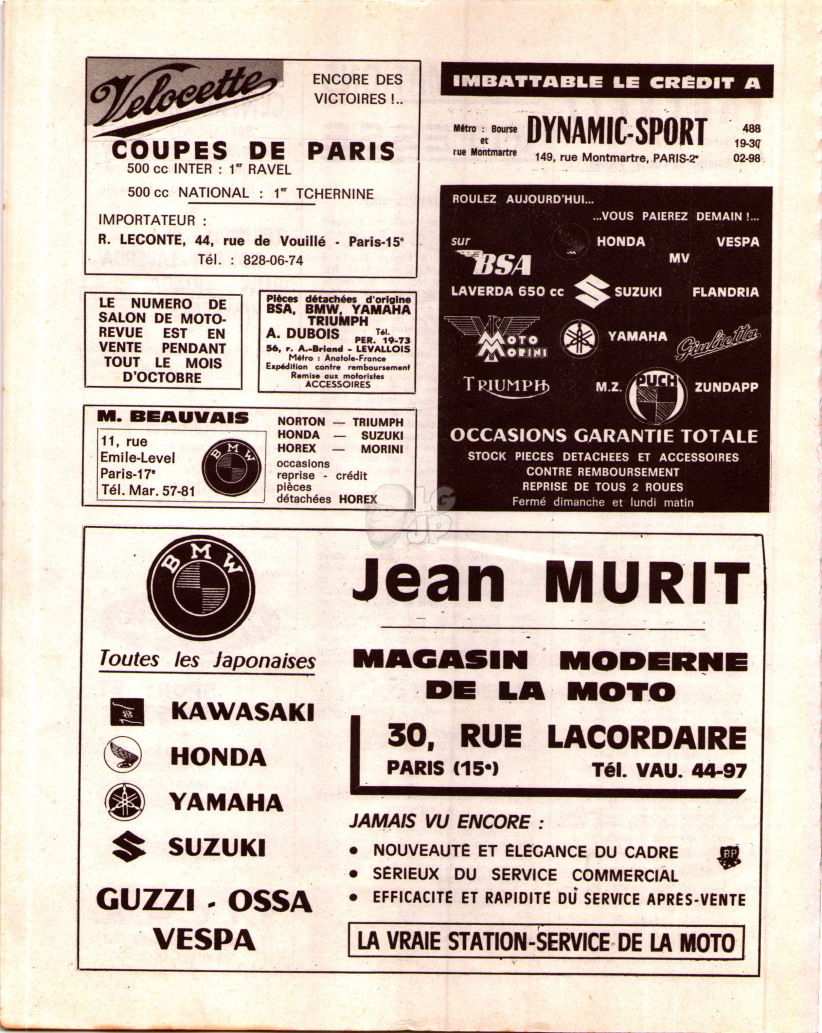 Velocette
ENCORE DES
VICTOIRES !..
COUPES DE PARIS
500 cc INTER : 1er RAVEL
500 cc NATIONAL : 1er TCHERNINE
IMPORTATEUR :
R. LECONTE, 44, rue de Vouillé - Paris-15e
Tél. : 828-06-74
LE NUMERO DE
SALON DE MOTO-
REVUE EST EN
VENTE PENDANT
TOUT LE MOIS
D'OCTOBRE
Pièces détachées d'origine
BSA, BMW, YAMAHA
TRIUMPH
A. DUBOIS Tél.
PER. 19-73
56, r. A.-Briand - LEVALLOIS
Métro : Anatole-France
Expédition contre remboursement
Remise aux motoristes
ACCESSOIRES
M. BEAUVAIS
11, rue
Emile-Level
Paris-17e
Tél. Mar. 57-81
BMW
NORTON — TRIUMPH
HONDA — SUZUKI
HOREX — MORINI
occasions
reprise - crédit
pièces
détachées HOREX
IMBATTABLE LE CRÉDIT A
Métro : Bourse
et
rue Montmartre
DYNAMIC-SPORT
149, rue Montmartre, PARIS-2e
488
19-30
02-98
ROULEZ AUJOURD'HUI...
...VOUS PAIEREZ DEMAIN !...
sur
BSA
HONDA
VESPA
MV
LAVERDA 650 cc
SUZUKI
FLANDRIA
MOTO
MORINI
YAMAHA
Giulietta
TRIUMPH
M.Z.
PUCH
ZUNDAPP
OCCASIONS GARANTIE TOTALE
STOCK PIECES DETACHEES ET ACCESSOIRES
CONTRE REMBOURSEMENT
REPRISE DE TOUS 2 ROUES
Fermé dimanche et lundi matin
BIG
UP
BMW
Toutes les Japonaises
KAWASAKI
HONDA
YAMAHA
SUZUKI
GUZZI - OSSA
VESPA
Jean MURIT
MAGASIN MODERNE
DE LA MOTO
30, RUE LACORDAIRE
PARIS (15e) Tél. VAU. 44-97
JAMAIS VU ENCORE :
• NOUVEAUTÉ ET ÉLÉGANCE DU CADRE
• SÉRIEUX DU SERVICE COMMERCIAL
• EFFICACITÉ ET RAPIDITÉ DU SERVICE APRÈS-VENTE
BP
LA VRAIE STATION-SERVICE DE LA MOTO